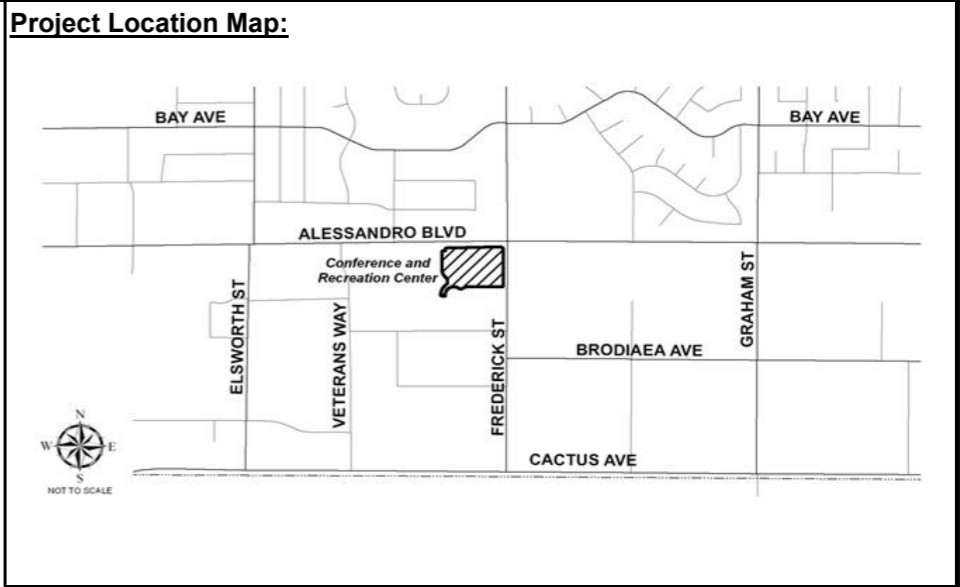 Project Location Map:
BAY AVE
BAY AVE
ALESSANDRO BLVD
Conference and
Recreation Center
ELSWORTH ST
VETERANS WAY
FREDERICK ST
GRAHAM ST
BRODIAEA AVE
CACTUS AVE
N
W
E
S
NOT TO SCALE